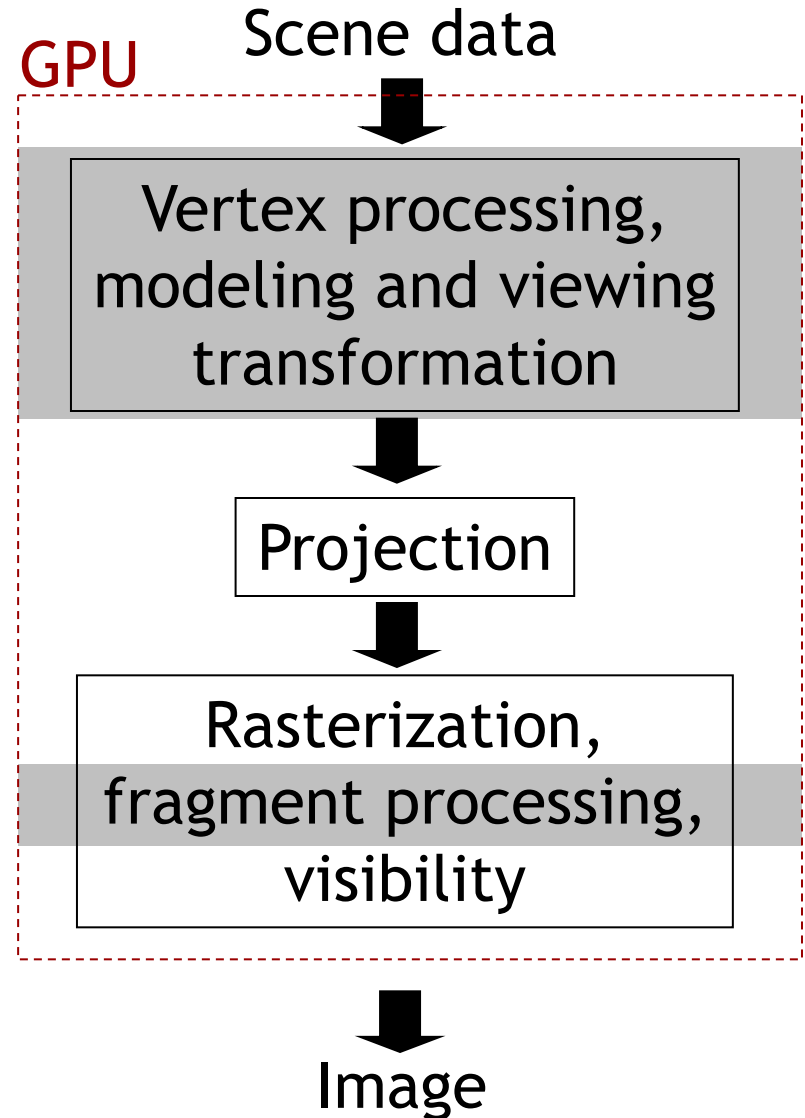 Scene data
GPU
Vertex processing,
modeling and viewing
transformation
Projection
Rasterization,
fragment processing,
visibility
Image